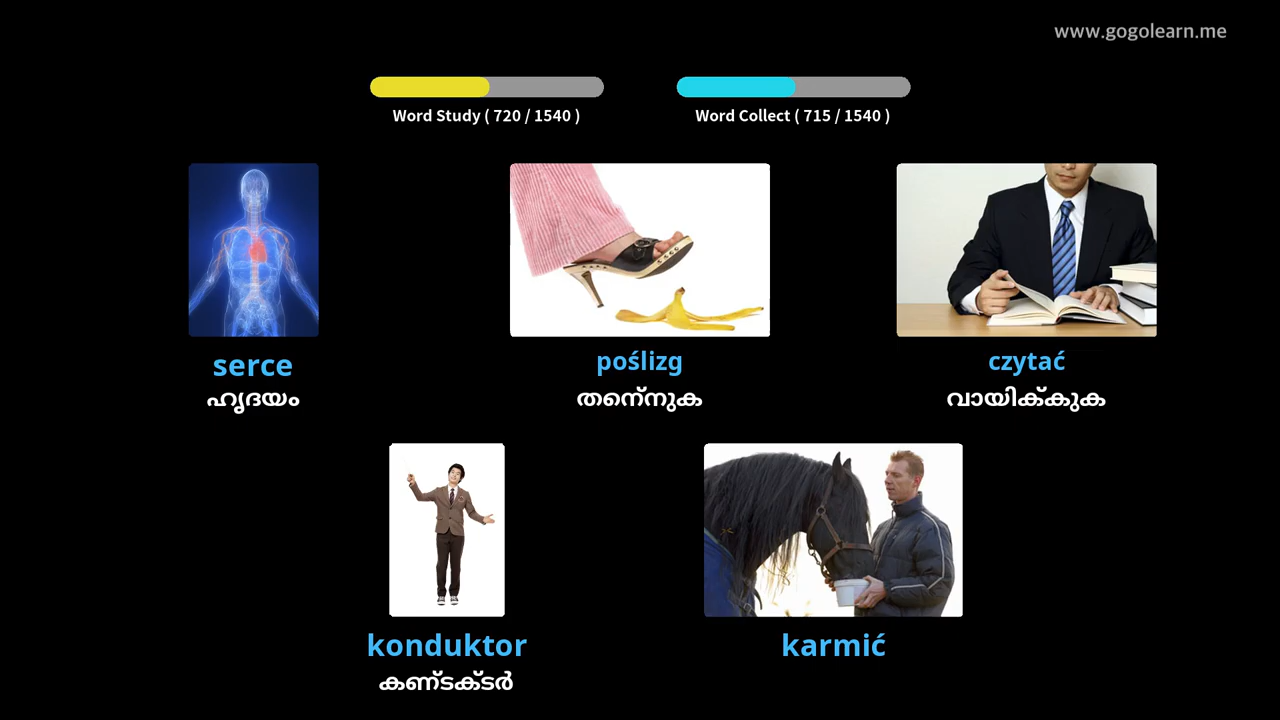 www.gogolearn.me
Word Study ( 720 / 1540 )
Word Collect ( 715 / 1540 )
serce
ഹൃദയം
poślizg
തെന്നുക
czytać
വായിക്കുക
konduktor
കണ്ടക്ടർ
karmić